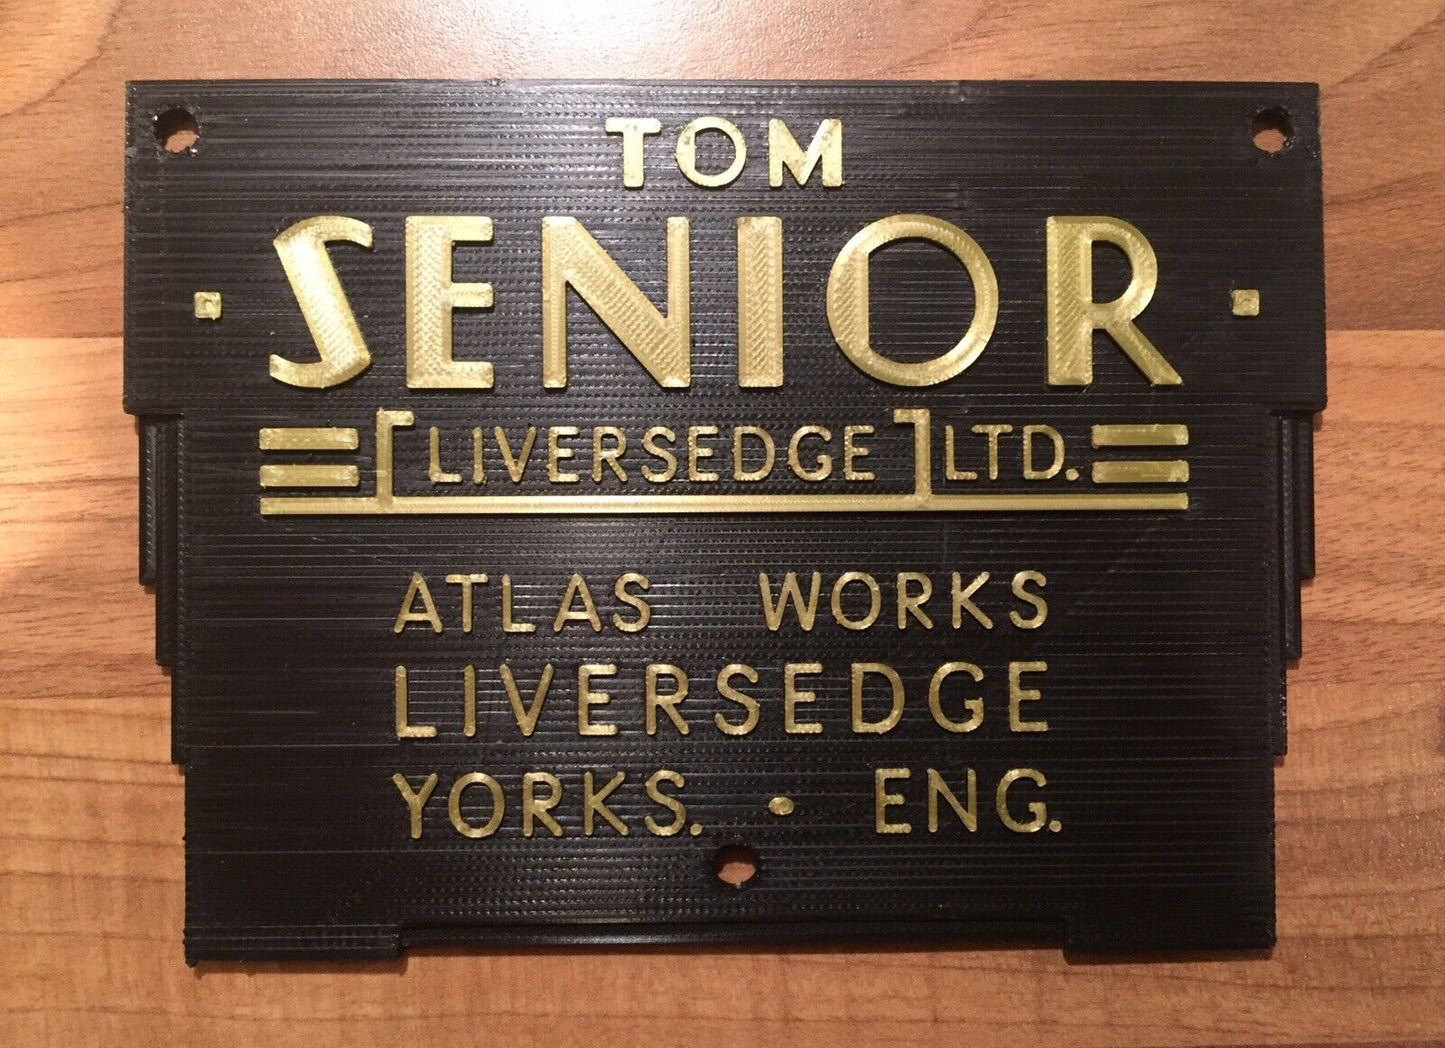 TOM
SENIOR
[LIVERSEDGE] LTD.
ATLAS WORKS
LIVERSEDGE
YORKS. · ENG.